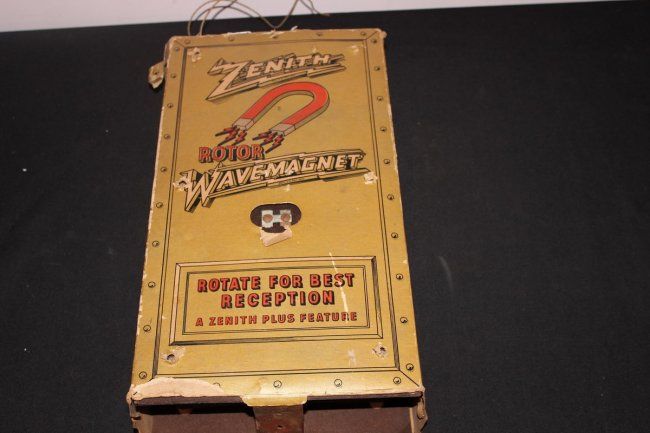 ZENITH
ROTOR
WAVEMAGNET
ROTATE FOR BEST
RECEPTION
A ZENITH PLUS FEATURE